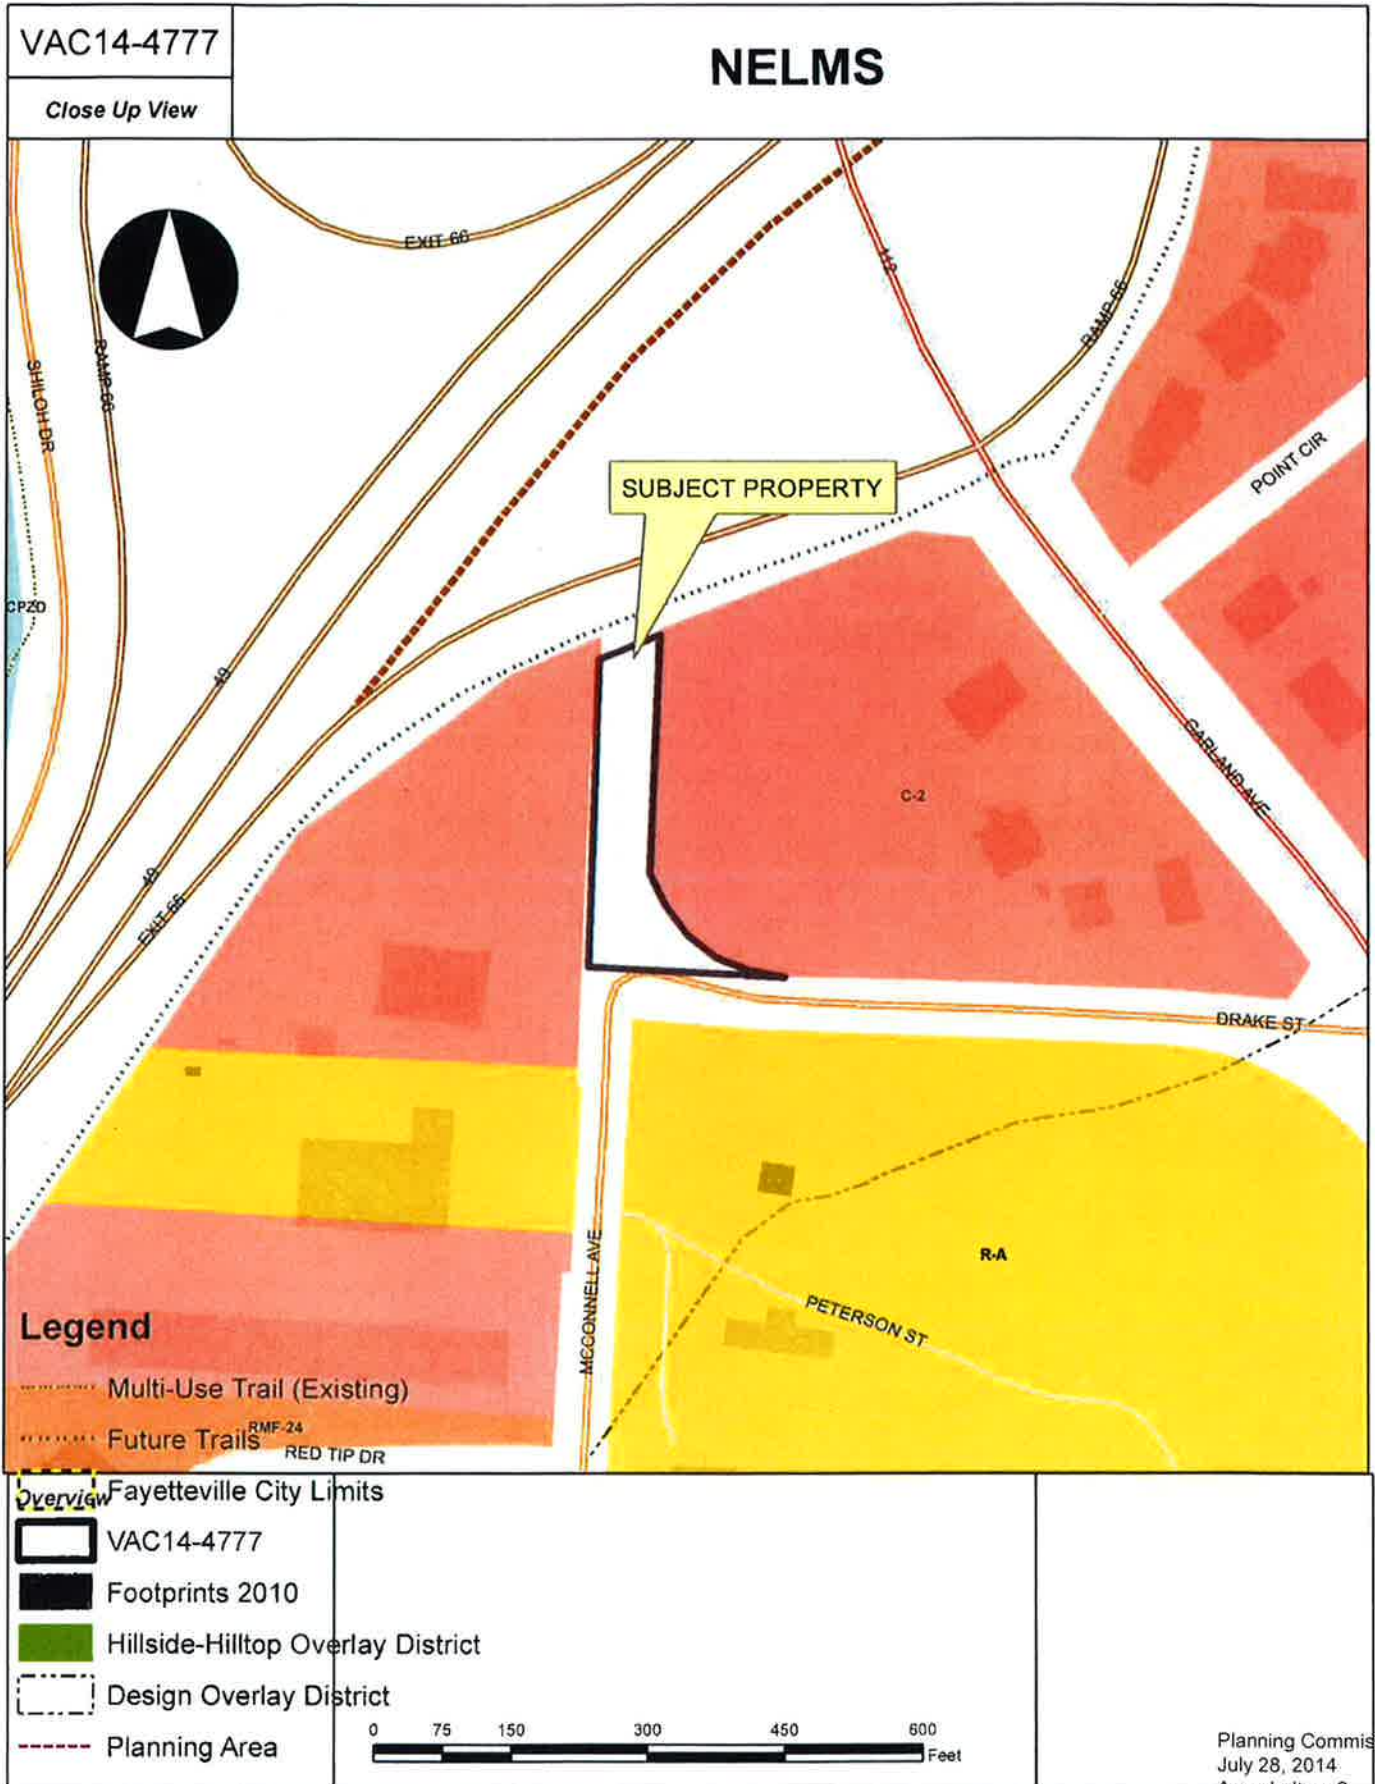 VAC14-4777
NELMS
Close Up View
EXIT 66
112
RAMP 66
SHILOH DR
RAMP 66
POINT CIR
SUBJECT PROPERTY
CPZD
49
GARLAND AVE
C-2
49
EXIT 66
DRAKE ST
MCCONNELL AVE
R-A
PETERSON ST
Legend
Multi-Use Trail (Existing)
Future Trails
RMF-24
RED TIP DR
Overview
Fayetteville City Limits
VAC14-4777
Footprints 2010
Hillside-Hilltop Overlay District
Design Overlay District
Planning Area
0 75 150 300 450 600
Feet
Planning Commis
July 28, 2014